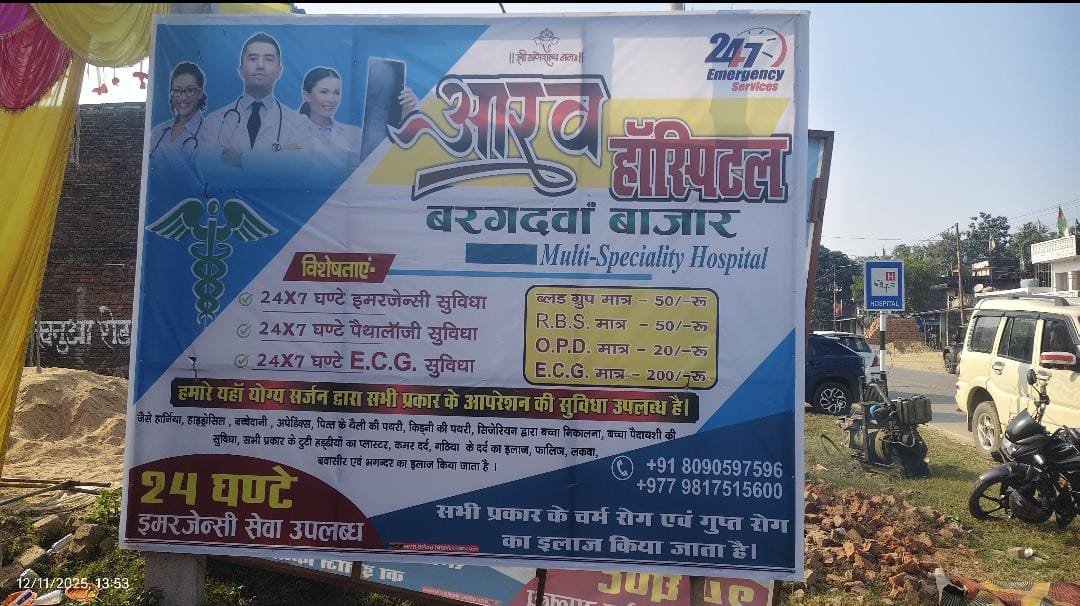 ॥ श्री गणेशाय नमः ॥
24*7
Emergency
Services
आरव
हॉस्पिटल
बरगदवां बाजार
Multi-Speciality Hospital
विशेषताएं-
24X7 घण्टे इमरजेन्सी सुविधा
24X7 घण्टे पैथालॉजी सुविधा
24X7 घण्टे E.C.G. सुविधा
ब्लड ग्रुप मात्र - 50/-रू
R.B.S. मात्र - 50/-रू
O.P.D. मात्र - 20/-रू
E.C.G. मात्र - 200/-रू
हमारे यहाँ योग्य सर्जन द्वारा सभी प्रकार के आपरेशन की सुविधा उपलब्ध है।
जैसे हार्निया, हाइड्रोसिल , बच्चेदानी , अपेंडिक्स, पित्त के थैली की पथरी, किडनी की पथरी, सिजेरियन द्वारा बच्चा निकालना, बच्चा पैदायशी की
सुविधा, सभी प्रकार के टुटी हड्डीयों का प्लास्टर, कमर दर्द, गठिया के दर्द का इलाज, फालिज, लकवा,
बवासीर एवं भगन्दर का इलाज किया जाता है ।
+91 8090597596
+977 9817515600
24 घण्टे
इमरजेन्सी सेवा उपलब्ध
सभी प्रकार के चर्म रोग एवं गुप्त रोग
का इलाज किया जाता है।
H
HOSPITAL
12/11/2025, 13:53